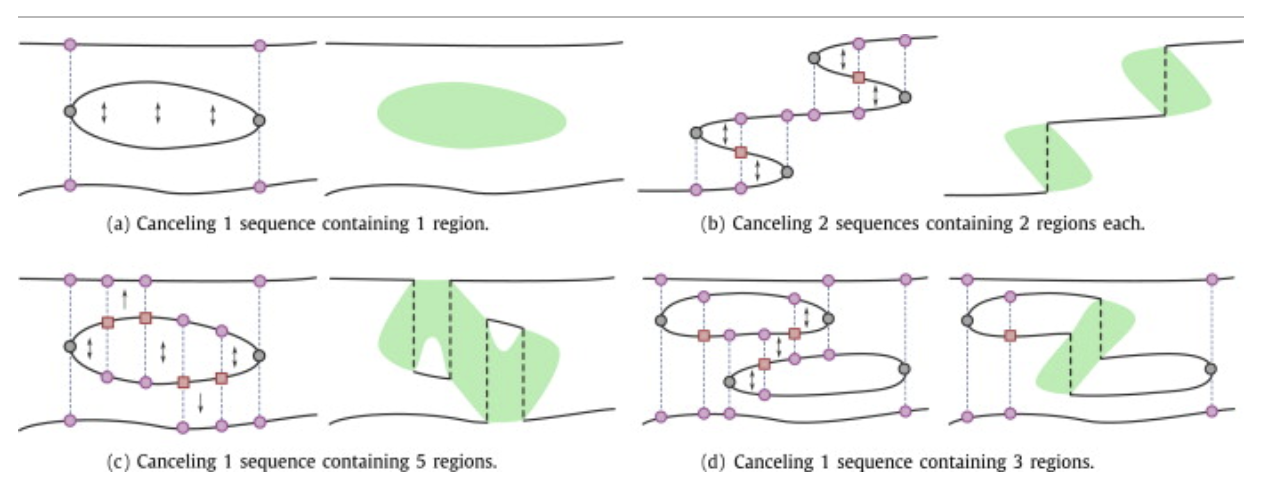 (a) Canceling 1 sequence containing 1 region.
(b) Canceling 2 sequences containing 2 regions each.
(c) Canceling 1 sequence containing 5 regions.
(d) Canceling 1 sequence containing 3 regions.